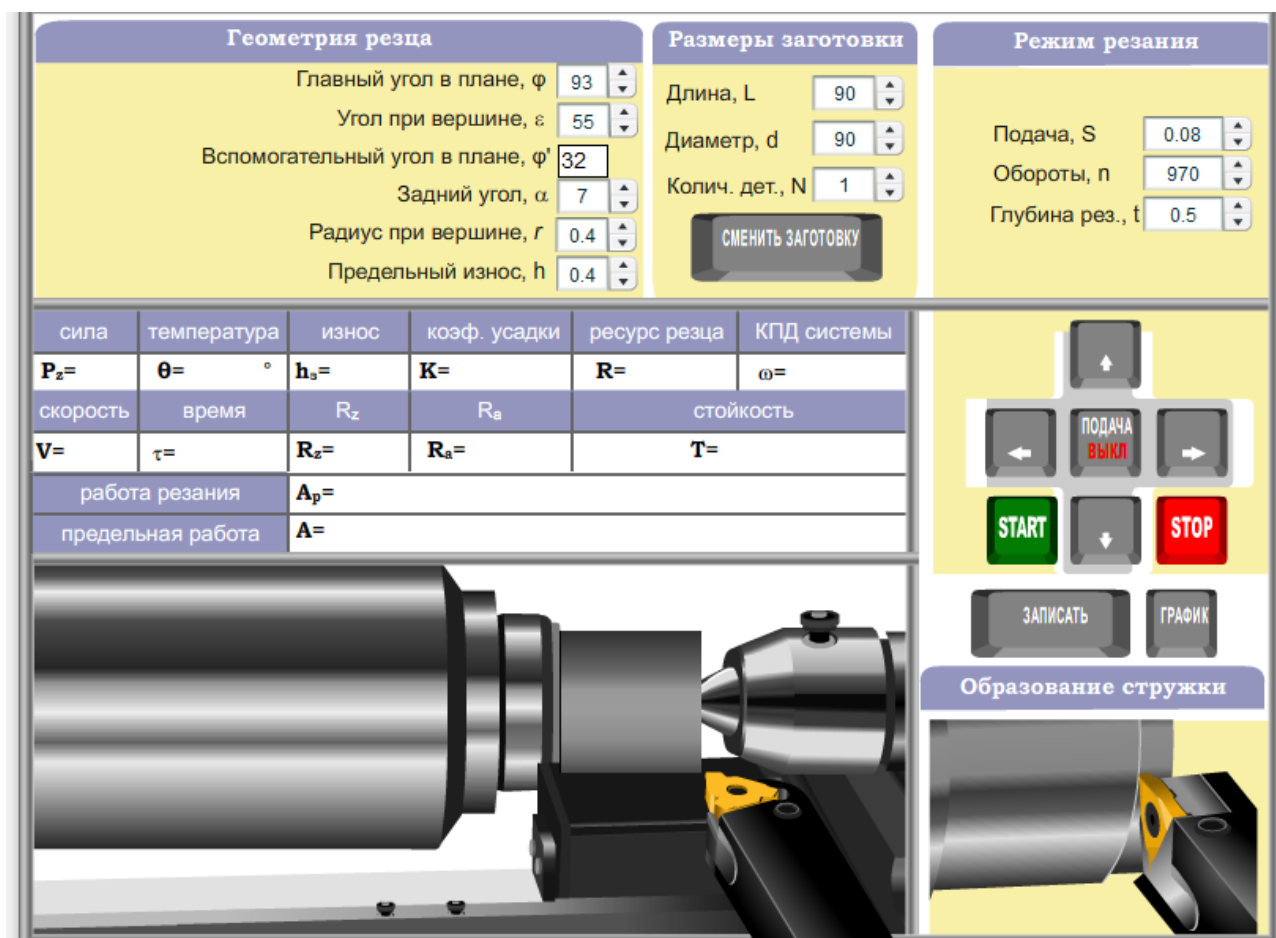 Геометрия резца
Главный угол в плане, φ 93
Угол при вершине, ε 55
Вспомогательный угол в плане, φ' 32
Задний угол, α 7
Радиус при вершине, r 0.4
Предельный износ, h 0.4
Размеры заготовки
Длина, L 90
Диаметр, d 90
Колич. дет., N 1
СМЕНИТЬ ЗАГОТОВКУ
Режим резания
Подача, S 0.08
Обороты, n 970
Глубина рез., t 0.5
сила температура износ коэф. усадки ресурс резца КПД системы
Pz= θ= ° hз= K= R= ω=
скорость время Rz Ra стойкость
V= τ= Rz= Ra= T=
работа резания Ap=
предельная работа A=
ПОДАЧА
ВЫКЛ
START
STOP
ЗАПИСАТЬ
ГРАФИК
Образование стружки